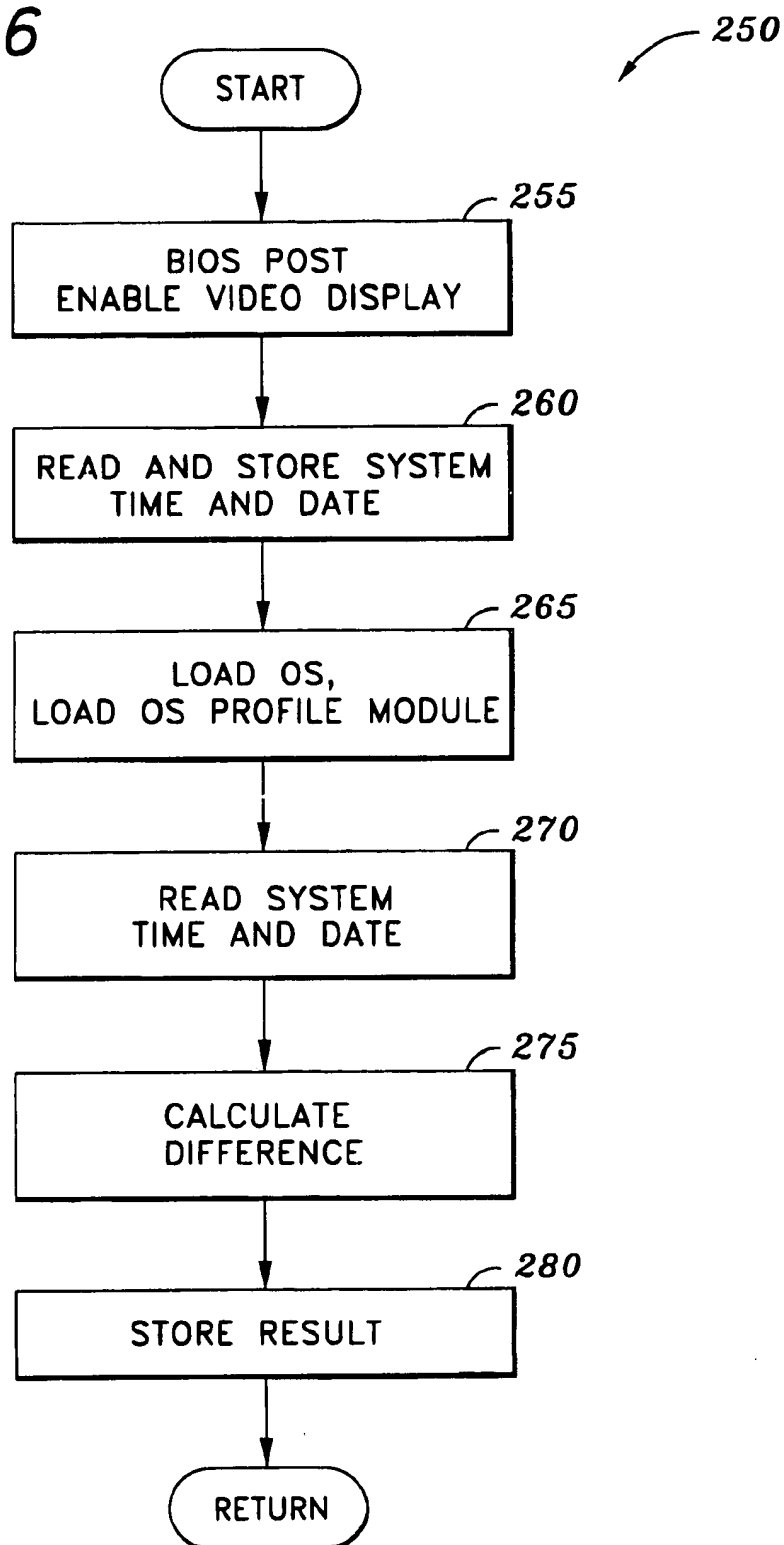 6
250
START
255
BIOS POST
ENABLE VIDEO DISPLAY
260
READ AND STORE SYSTEM
TIME AND DATE
265
LOAD OS,
LOAD OS PROFILE MODULE
270
READ SYSTEM
TIME AND DATE
275
CALCULATE
DIFFERENCE
280
STORE RESULT
RETURN